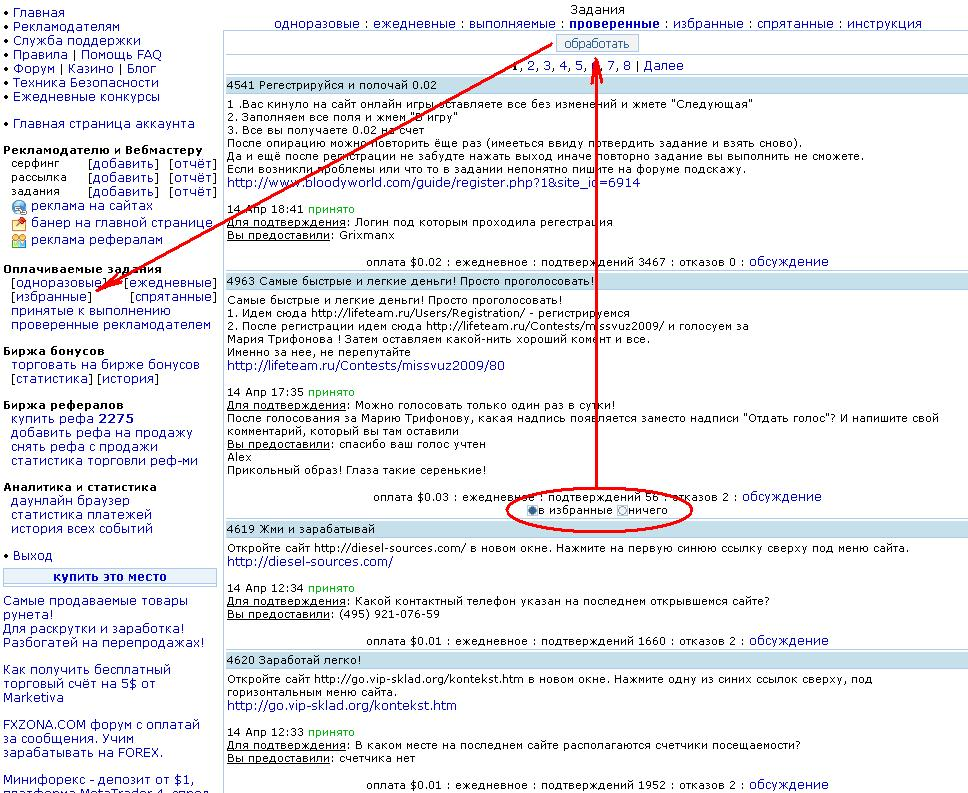 • Главная
• Рекламодателям
• Служба поддержки
• Правила | Помощь FAQ
• Форум | Казино | Блог
• Техника Безопасности
• Ежедневные конкурсы
• Главная страница аккаунта
Рекламодателю и Вебмастеру
серфинг [добавить] [отчёт]
рассылка [добавить] [отчёт]
задания [добавить] [отчёт]
реклама на сайтах
банер на главной странице
реклама рефералам
Оплачиваемые задания
[одноразовые] [ежедневные]
[избранные] [спрятанные]
принятые к выполнению
проверенные рекламодателем
Биржа бонусов
торговать на бирже бонусов
[статистика] [история]
Биржа рефералов
купить рефа 2275
добавить рефа на продажу
снять рефа с продажи
статистика торговли реф-ми
Аналитика и статистика
даунлайн браузер
статистика платежей
история всех событий
• Выход
купить это место
Самые продаваемые товары
рунета!
Для раскрутки и заработка!
Разбогатей на перепродажах!
Как получить бесплатный
торговый счёт на 5$ от
Marketiva
FXZONA.COM форум с оплатай
за сообщения. Учим
зарабатывать на FOREX.
Минифорекс - депозит от $1,
платформа MetaTrader 4, спред
Задания
одноразовые : ежедневные : выполняемые : проверенные : избранные : спрятанные : инструкция
обработать
1, 2, 3, 4, 5, 6, 7, 8 | Далее
4541 Регестрируйся и полочай 0.02
1 .Вас кинуло на сайт онлайн игры оставляете все без изменений и жмете "Следующая"
2. Заполняем все поля и жмем "В игру"
3. Все вы получаете 0.02 на счет
После опирацию можно повторить ёще раз (имееться ввиду потвердить задание и взять сново).
Да и ещё после регистрации не забудте нажать выход иначе повторно задание вы выполнить не сможете.
Если возникли проблемы или что то в задании непонятно пишите на форуме подскажу.
http://www.bloodyworld.com/guide/register.php?1&site_id=6914
14 Апр 18:41 принято
Для подтверждения: Логин под которым проходила регестрация
Вы предоставили: Grixmanx
оплата $0.02 : ежедневное : подтверждений 3467 : отказов 0 : обсуждение
4963 Самые быстрые и легкие деньги! Просто проголосовать!
Самые быстрые и легкие деньги! Просто проголосовать!
1. Идем сюда http://lifeteam.ru/Users/Registration/ - регистрируемся
2. После регистрации идем сюда http://lifeteam.ru/Contests/missvuz2009/ и голосуем за
Мария Трифонова ! Затем оставляем какой-нить хороший комент и все.
Именно за нее, не перепутайте
http://lifeteam.ru/Contests/missvuz2009/80
14 Апр 17:35 принято
Для подтверждения: Можно голосовать только один раз в сутки!
После голосования за Марию Трифонову, какая надпись появляется заместо надписи "Отдать голос"? И напишите свой
комментарий, который вы там оставили
Вы предоставили: спасибо ваш голос учтен
Alex
Прикольный образ! Глаза такие серенькие!
оплата $0.03 : ежедневное : подтверждений 56 : отказов 2 : обсуждение
в избранные ничего
4619 Жми и зарабатывай
Откройте сайт http://diesel-sources.com/ в новом окне. Нажмите на первую синюю ссылку сверху под меню сайта.
http://diesel-sources.com/
14 Апр 12:34 принято
Для подтверждения: Какой контактный телефон указан на последнем открывшемся сайте?
Вы предоставили: (495) 921-076-59
оплата $0.01 : ежедневное : подтверждений 1660 : отказов 2 : обсуждение
4620 Заработай легко!
Откройте сайт http://go.vip-sklad.org/kontekst.htm в новом окне. Нажмите одну из синих ссылок сверху, под
горизонтальным меню сайта.
http://go.vip-sklad.org/kontekst.htm
14 Апр 12:33 принято
Для подтверждения: В каком месте на последнем сайте располагаются счетчики посещаемости?
Вы предоставили: счетчика нет
оплата $0.01 : ежедневное : подтверждений 1952 : отказов 2 : обсуждение